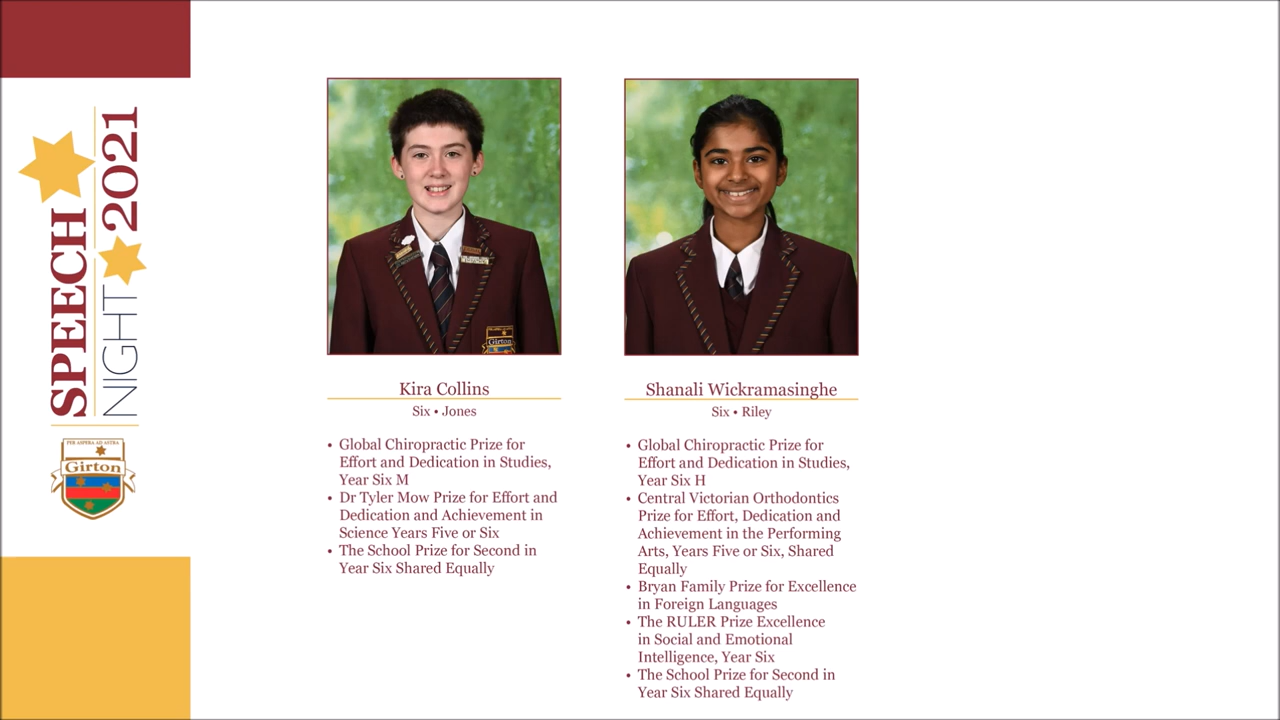 SPEECH
NIGHT 2021
PER ASPERA AD ASTRA
Girton
Girton
Kira Collins
Six • Jones
• Global Chiropractic Prize for
Effort and Dedication in Studies,
Year Six M
• Dr Tyler Mow Prize for Effort and
Dedication and Achievement in
Science Years Five or Six
• The School Prize for Second in
Year Six Shared Equally
Shanali Wickramasinghe
Six • Riley
• Global Chiropractic Prize for
Effort and Dedication in Studies,
Year Six H
• Central Victorian Orthodontics
Prize for Effort, Dedication and
Achievement in the Performing
Arts, Years Five or Six, Shared
Equally
• Bryan Family Prize for Excellence
in Foreign Languages
• The RULER Prize Excellence
in Social and Emotional
Intelligence, Year Six
• The School Prize for Second in
Year Six Shared Equally